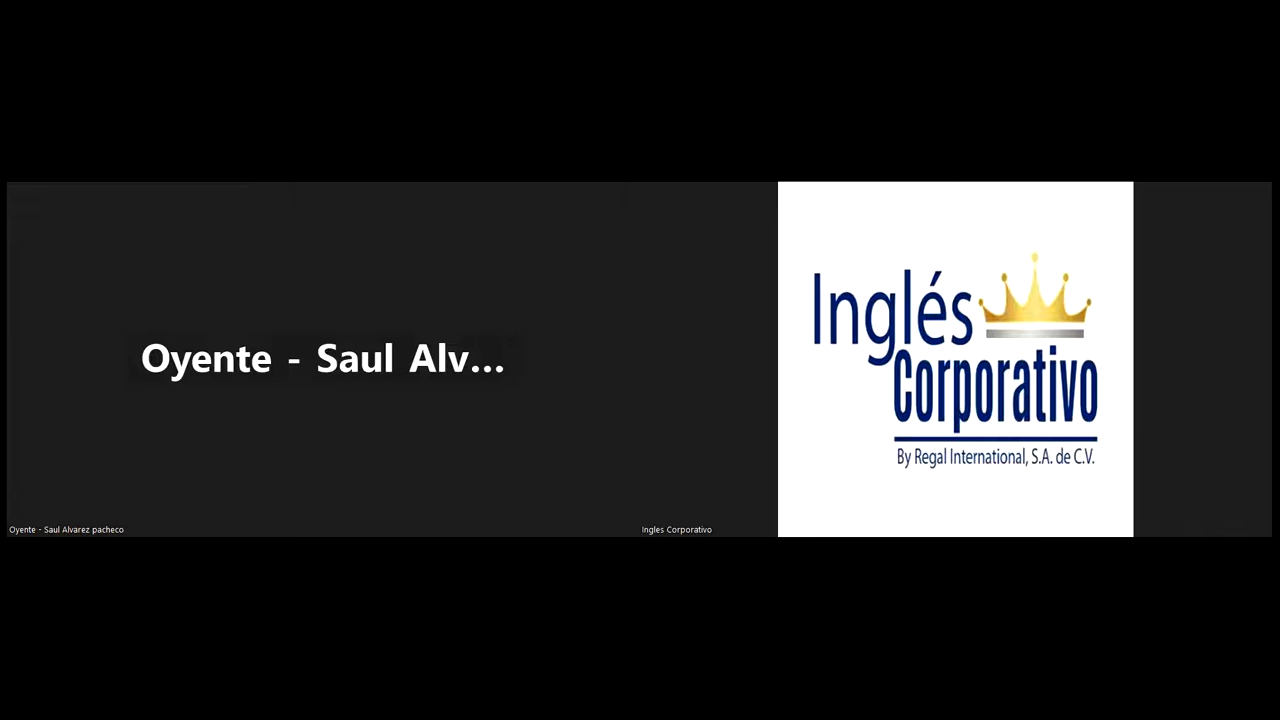 Oyente - Saul Alv...
Oyente - Saul Alvarez pacheco
Inglés
Corporativo
By Regal International, S.A. de C.V.
Ingles Corporativo